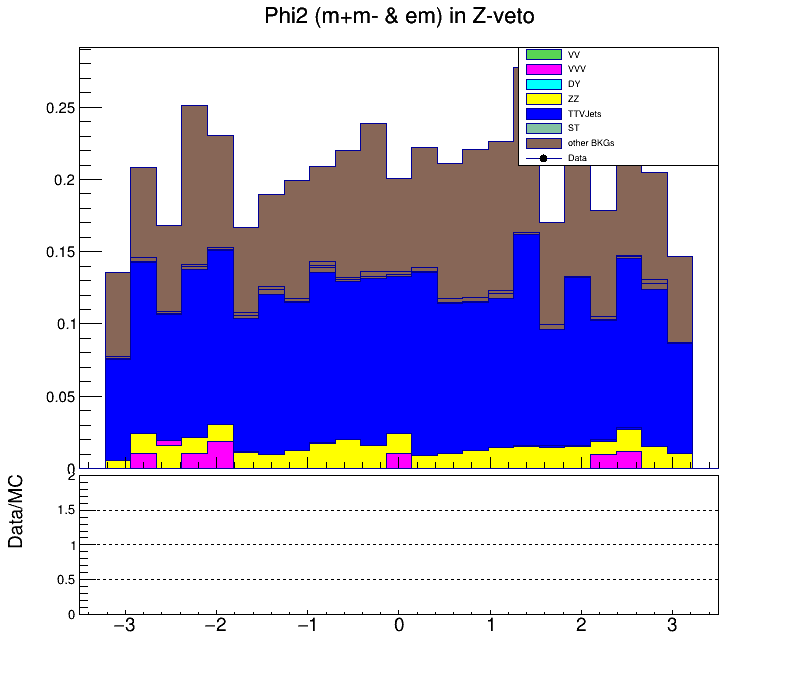 Phi2 (m+m- & em) in Z-veto
VV
VVV
DY
ZZ
TTVJets
ST
other BKGs
Data
0.25
0.2
0.15
0.1
0.05
0
Data/MC
2
1.5
1
0.5
0
−3 −2 −1 0 1 2 3